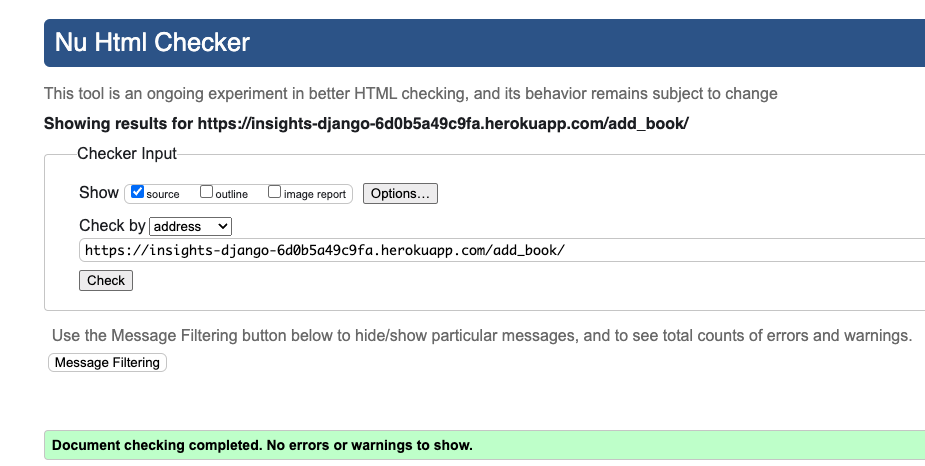 Nu Html Checker
This tool is an ongoing experiment in better HTML checking, and its behavior remains subject to change
Showing results for https://insights-django-6d0b5a49c9fa.herokuapp.com/add_book/
Checker Input
Show source outline image report Options...
Check by address
https://insights-django-6d0b5a49c9fa.herokuapp.com/add_book/
Check
Use the Message Filtering button below to hide/show particular messages, and to see total counts of errors and warnings.
Message Filtering
Document checking completed. No errors or warnings to show.